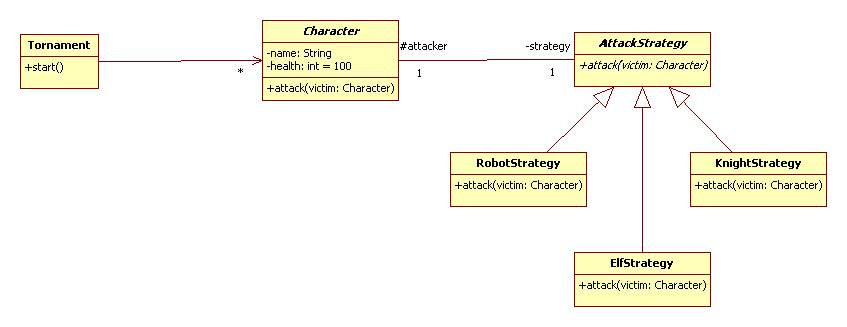 Tornament
+start()
*
Character
-name: String
-health: int = 100
+attack(victim: Character)
#attacker
1
-strategy
1
AttackStrategy
+attack(victim: Character)
RobotStrategy
+attack(victim: Character)
KnightStrategy
+attack(victim: Character)
ElfStrategy
+attack(victim: Character)